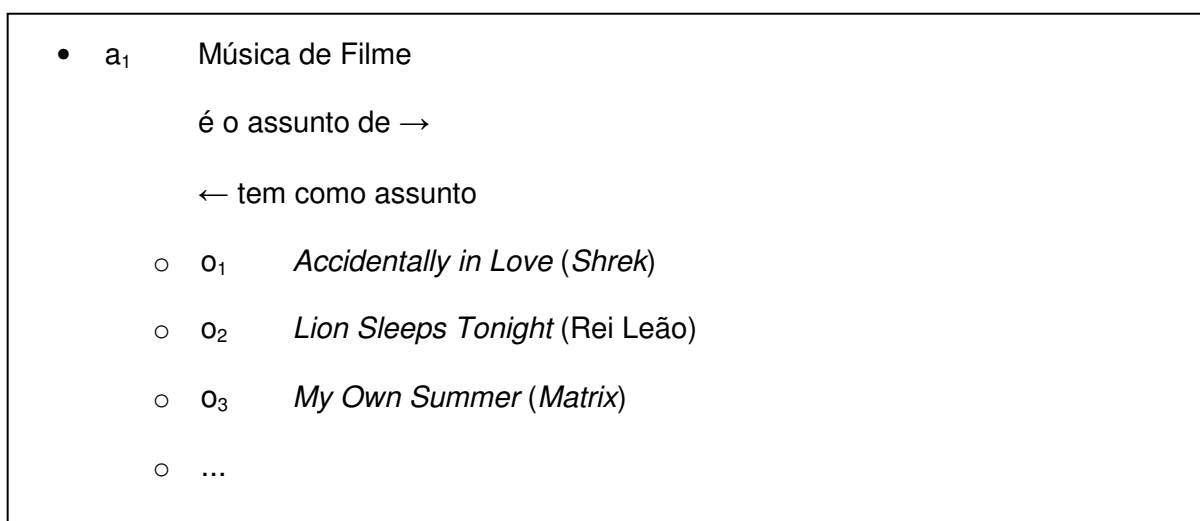 • a₁ Música de Filme
é o assunto de →
← tem como assunto
○ o₁ Accidentally in Love (Shrek)
○ o₂ Lion Sleeps Tonight (Rei Leão)
○ o₃ My Own Summer (Matrix)
○ ...